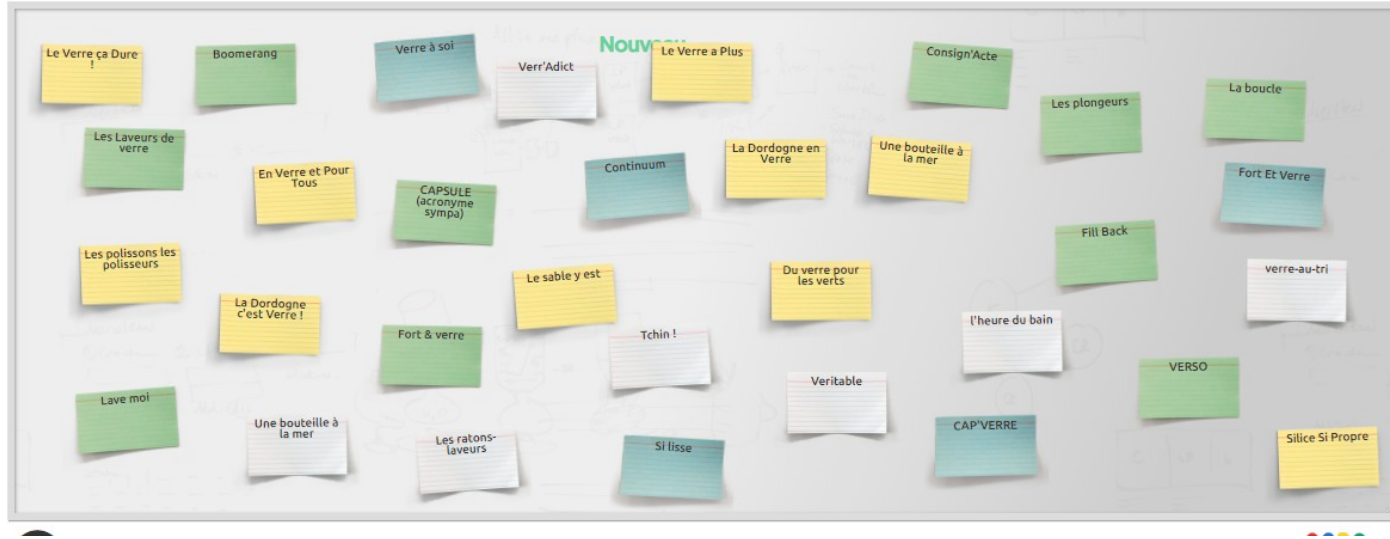 Le Verre ça Dure
!
Boomerang
Verre à soi
Verr'Adict
Le Verre a Plus
Consign'Acte
Les plongeurs
La boucle
Les Laveurs de
verre
En Verre et Pour
Tous
CAPSULE
(acronyme
sympa)
Continuum
La Dordogne en
Verre
Une bouteille à
la mer
Fort Et Verre
Les polissons les
polisseurs
La Dordogne
c'est Verre !
Fort & verre
Le sable y est
Tchin !
Du verre pour
les verts
Fill Back
verre-au-tri
l'heure du bain
Veritable
VERSO
Lave moi
Une bouteille à
la mer
Les ratons-
laveurs
Si lisse
CAP'VERRE
Silice Si Propre